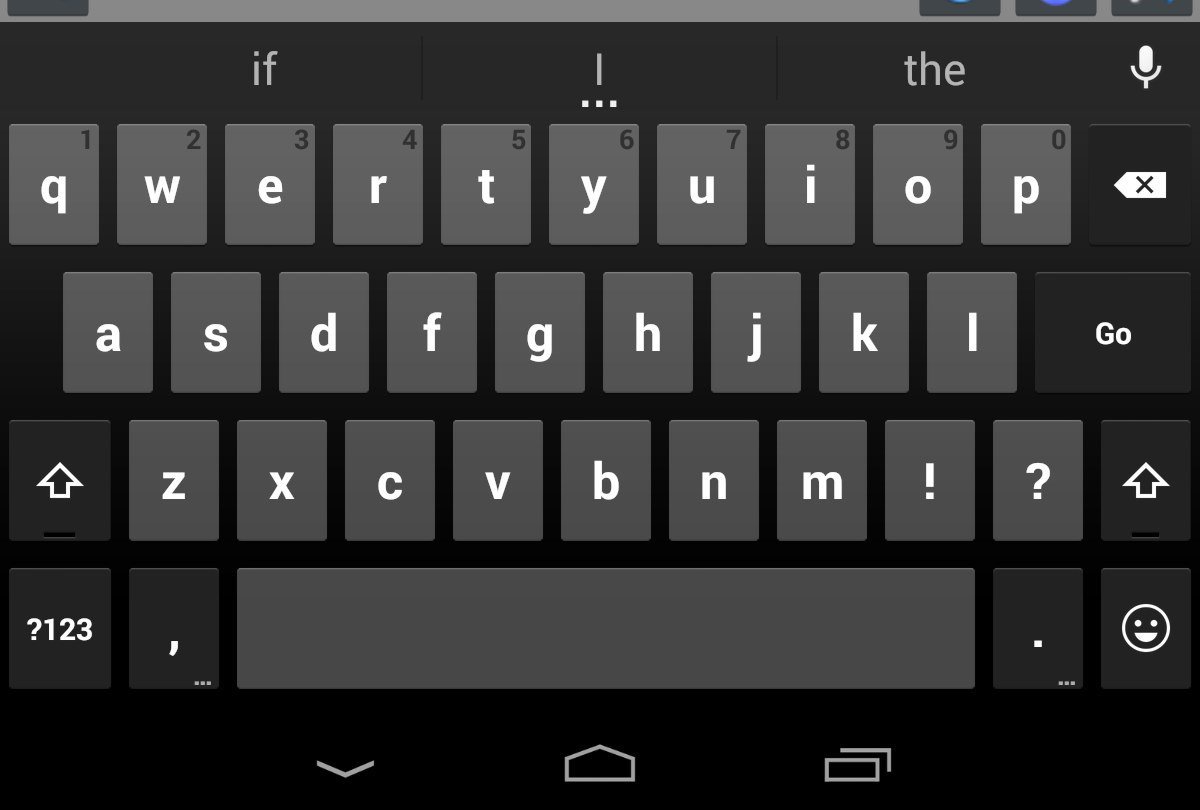 if I the
1 2 3 4 5 6 7 8 9 0
q w e r t y u i o p
a s d f g h j k l Go
z x c v b n m ! ?
?123 , .